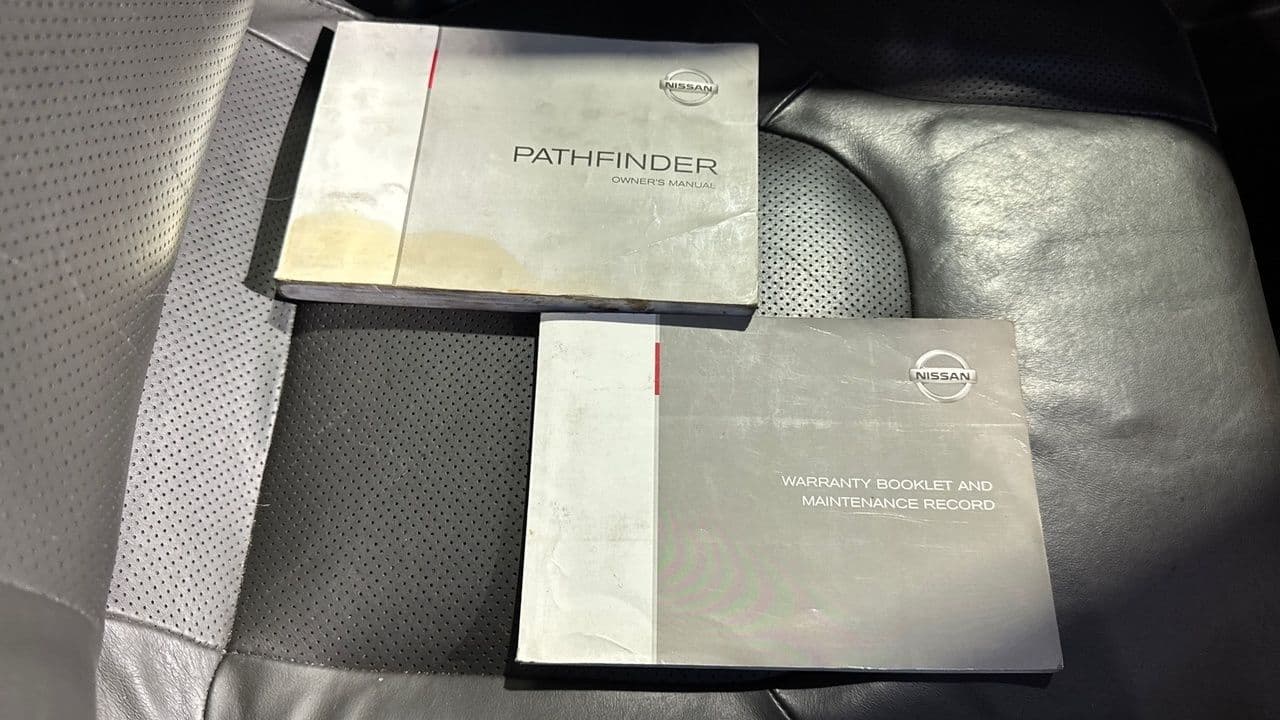 NISSAN
PATHFINDER
OWNER'S MANUAL
NISSAN
WARRANTY BOOKLET AND
MAINTENANCE RECORD